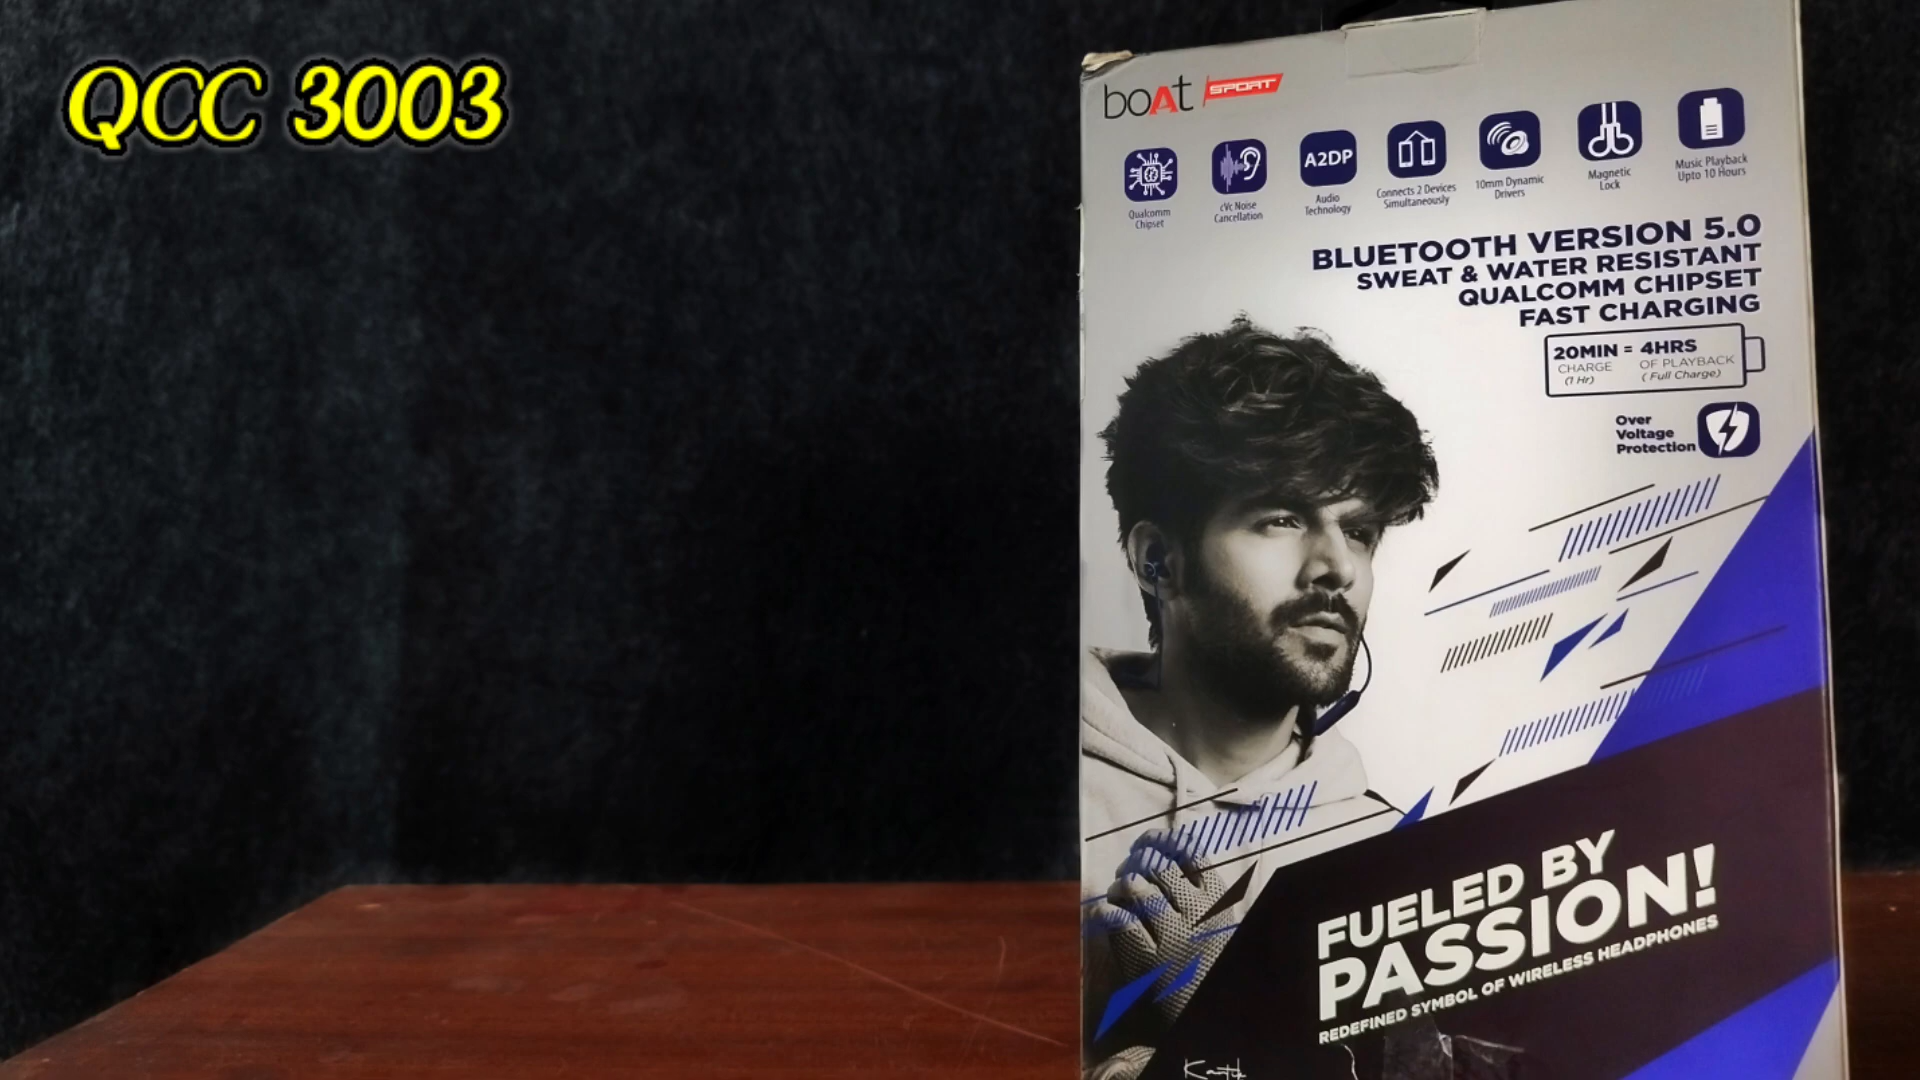 QCC 3003
boAt SPORT
Qualcomm
Chipset
cVc Noise
Cancellation
A2DP
Audio
Technology
Connects 2 Devices
Simultaneously
10mm Dynamic
Drivers
Magnetic
Lock
Music Playback
Upto 10 Hours
BLUETOOTH VERSION 5.0
SWEAT & WATER RESISTANT
QUALCOMM CHIPSET
FAST CHARGING
20MIN = 4HRS
CHARGE OF PLAYBACK
(1 Hr) (Full Charge)
Over
Voltage
Protection
FUELED BY
PASSION!
REDEFINED SYMBOL OF WIRELESS HEADPHONES